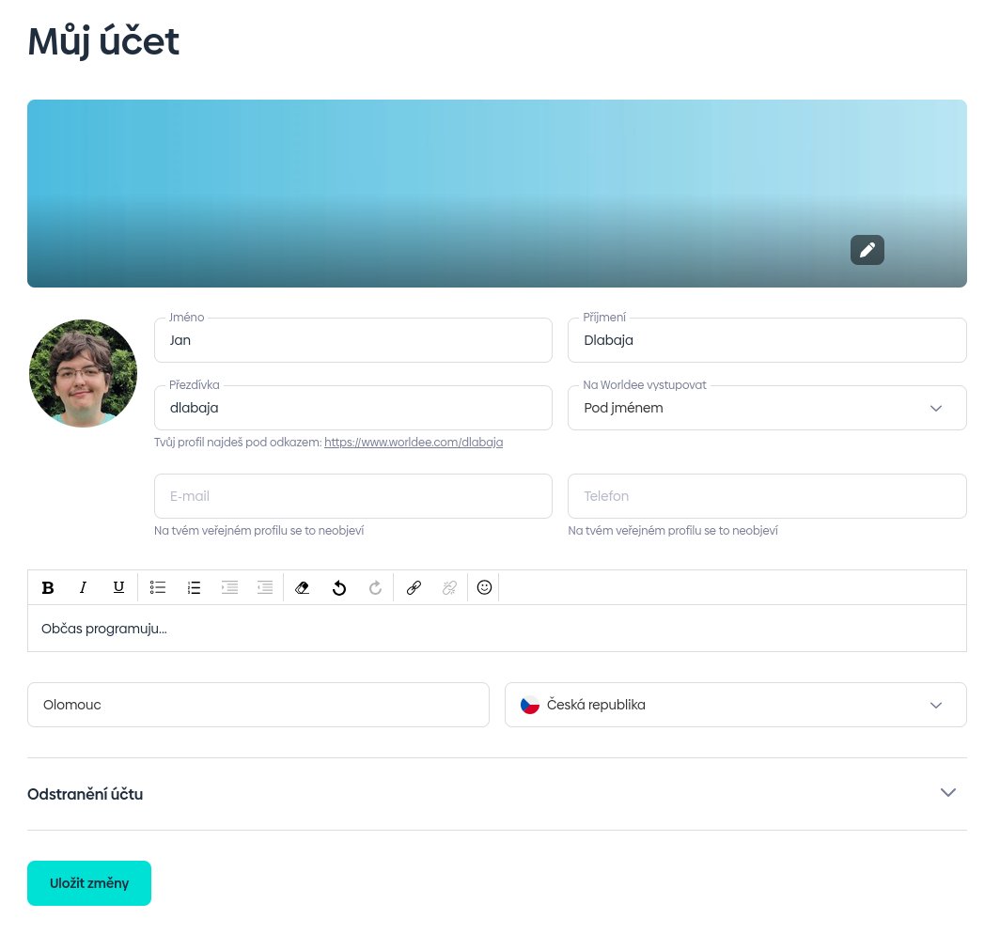 Můj účet
Jméno
Jan
Příjmení
Dlabaja
Přezdívka
dlabaja
Na Worldee vystupovat
Pod jménem
Tvůj profil najdeš pod odkazem: https://www.worldee.com/dlabaja
E-mail
Telefon
Na tvém veřejném profilu se to neobjeví
Na tvém veřejném profilu se to neobjeví
B I U
Občas programuju...
Olomouc
Česká republika
Odstranění účtu
Uložit změny